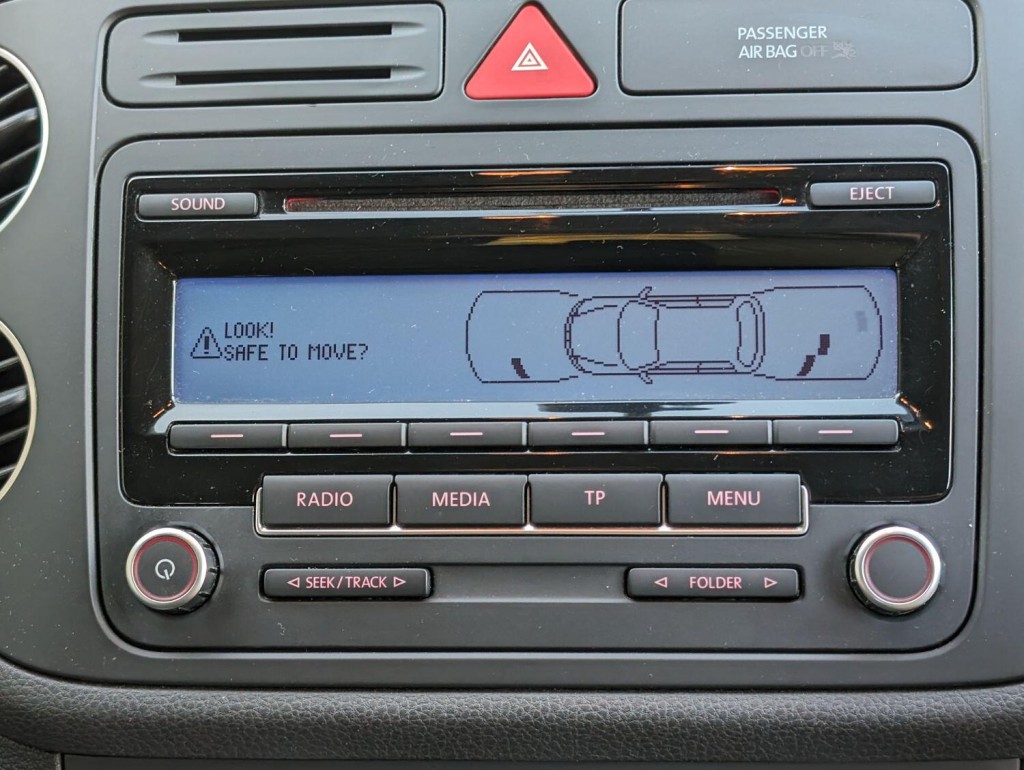 PASSENGER
AIR BAG OFF
SOUND
EJECT
LOOK!
SAFE TO MOVE?
RADIO
MEDIA
TP
MENU
SEEK/TRACK
FOLDER